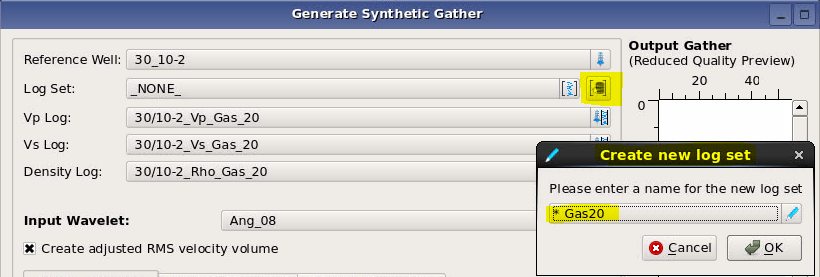 Generate Synthetic Gather
Reference Well: 30_10-2
Log Set: _NONE_
Vp Log: 30/10-2_Vp_Gas_20
Vs Log: 30/10-2_Vs_Gas_20
Density Log: 30/10-2_Rho_Gas_20
Input Wavelet: Ang_08
Create adjusted RMS velocity volume
Output Gather
(Reduced Quality Preview)
20 40
0
Create new log set
Please enter a name for the new log set
* Gas20
Cancel OK